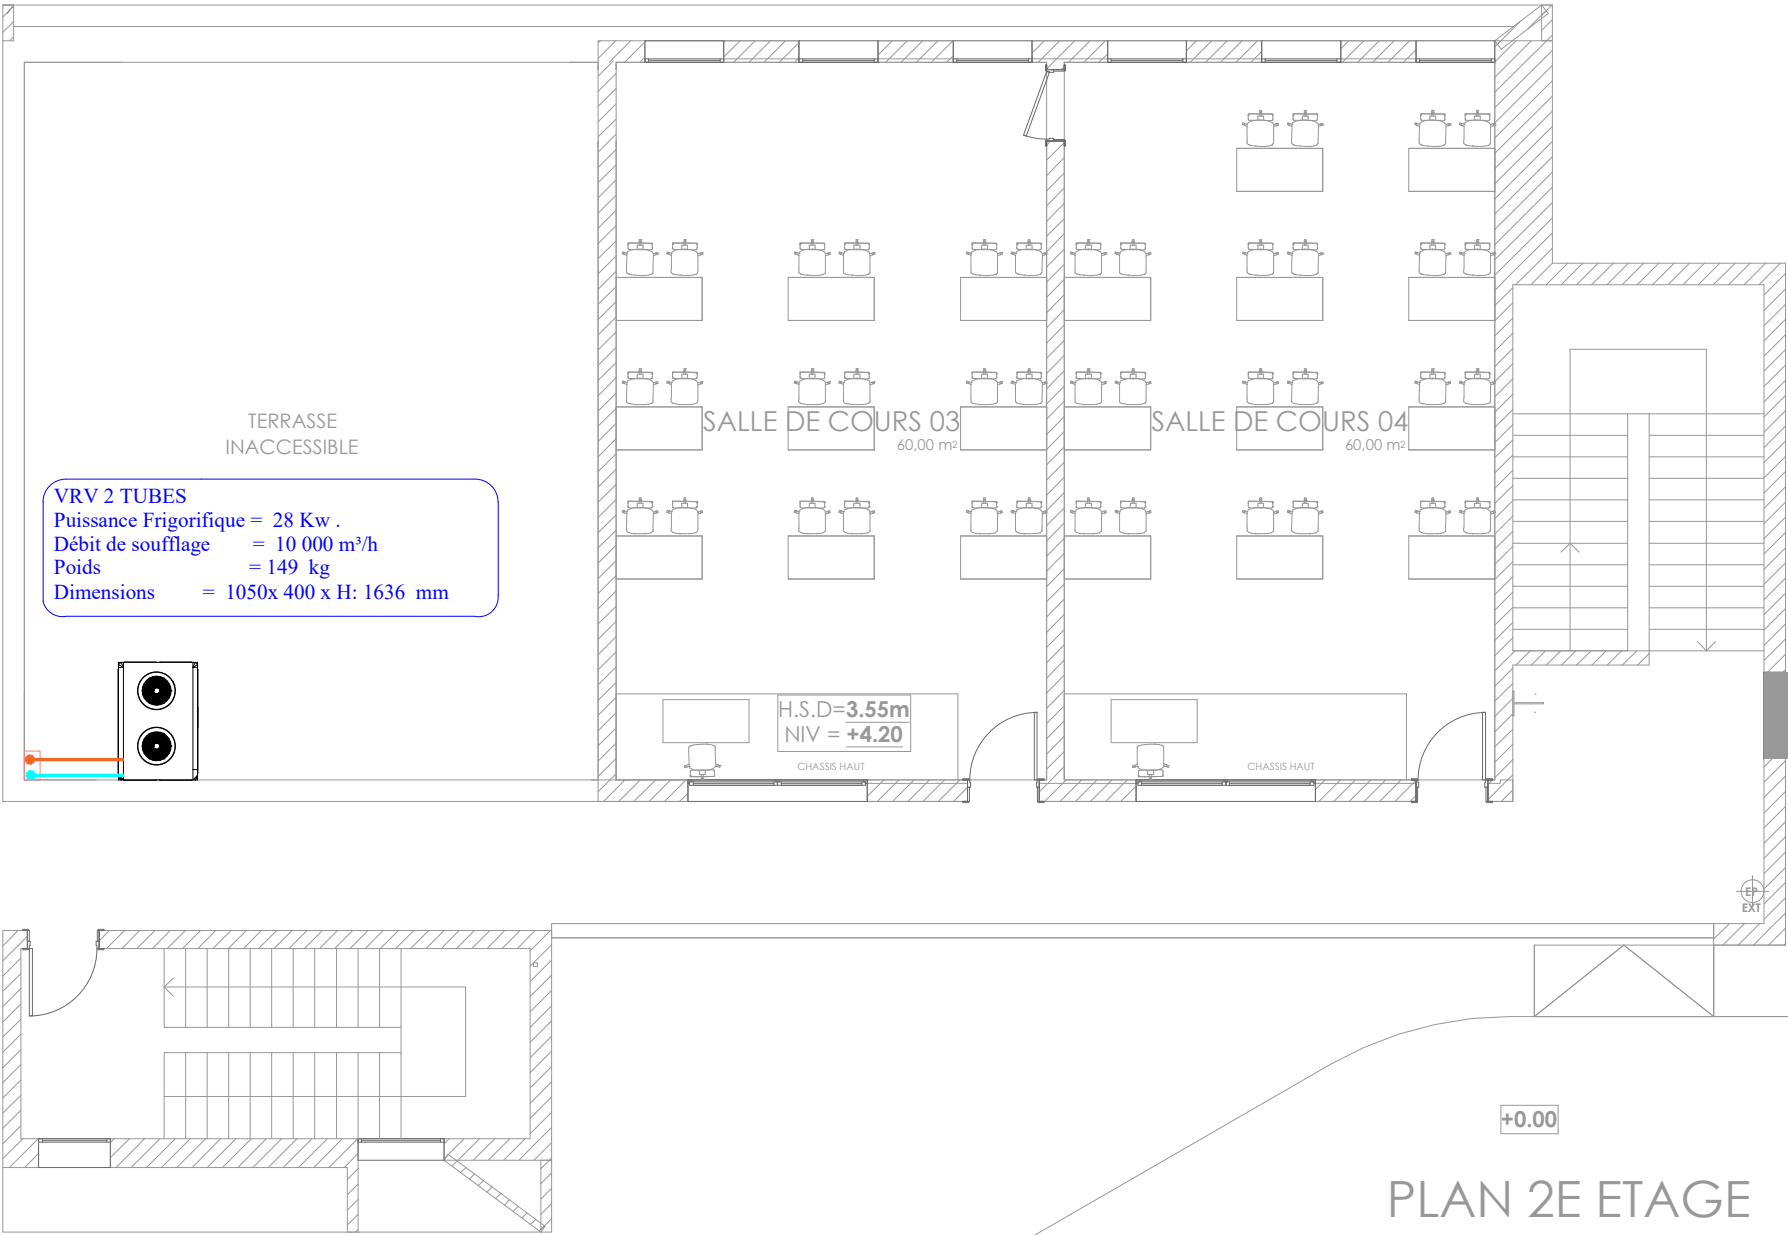 TERRASSE
INACCESSIBLE
SALLE DE COURS 03
60,00 m²
SALLE DE COURS 04
60,00 m²
VRV 2 TUBES
Puissance Frigorifique = 28 Kw .
Débit de soufflage = 10 000 m³/h
Poids = 149 kg
Dimensions = 1050x 400 x H: 1636 mm
H.S.D=3.55m
NIV = +4.20
CHASSIS HAUT
CHASSIS HAUT
EP
EXT
+0.00
PLAN 2E ETAGE